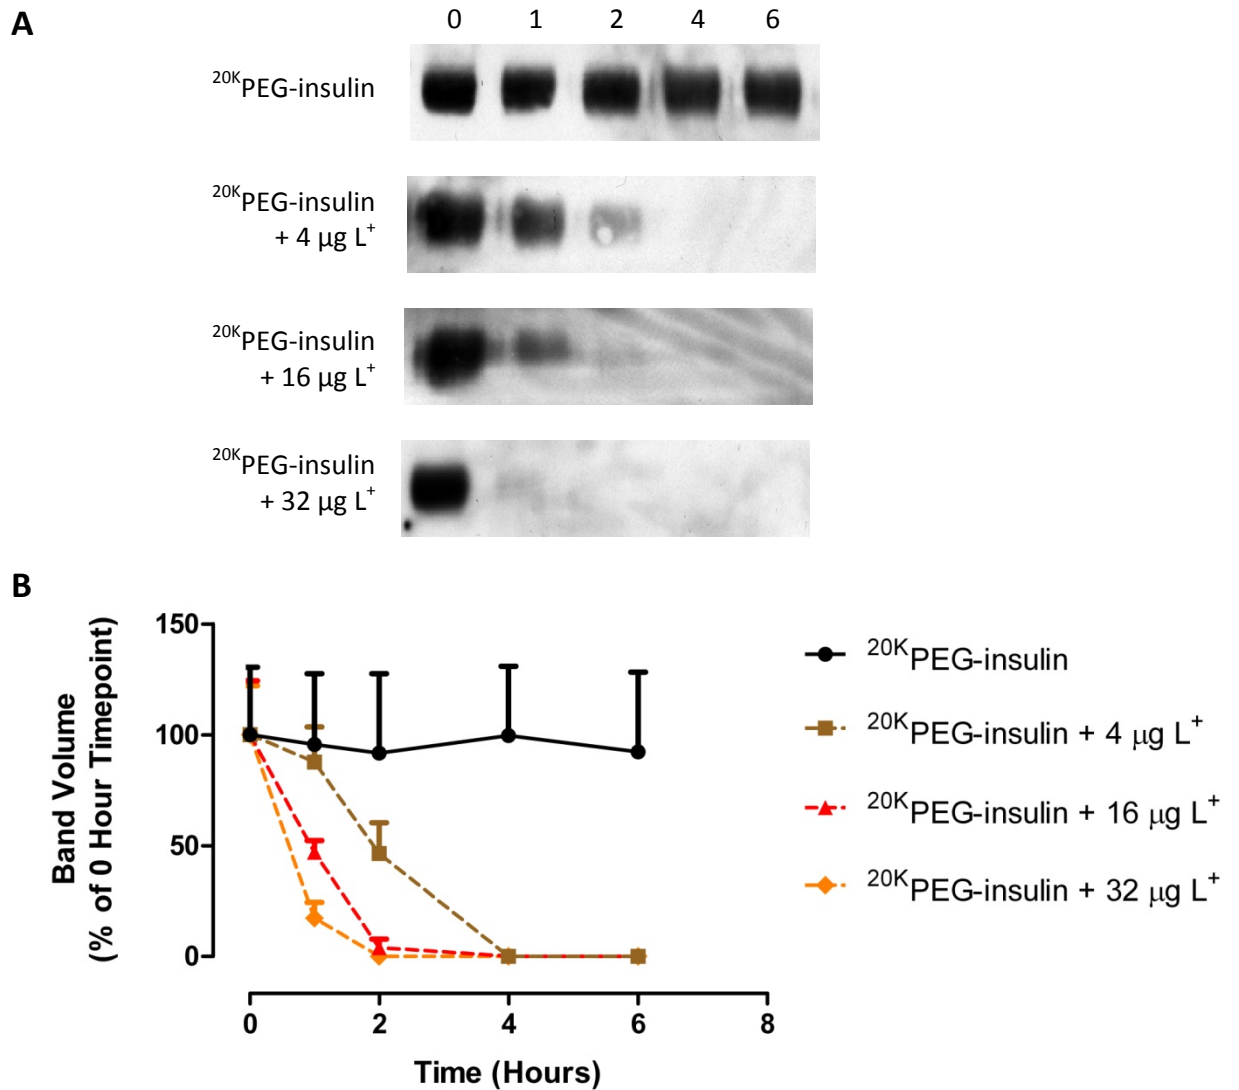 A
0 1 2 4 6
²⁰ᴷPEG-insulin
²⁰ᴷPEG-insulin
+ 4 µg L⁺
²⁰ᴷPEG-insulin
+ 16 µg L⁺
²⁰ᴷPEG-insulin
+ 32 µg L⁺
B
Band Volume
(% of 0 Hour Timepoint)
150
100
50
0
0 2 4 6 8
Time (Hours)
²⁰ᴷPEG-insulin
²⁰ᴷPEG-insulin + 4 µg L⁺
²⁰ᴷPEG-insulin + 16 µg L⁺
²⁰ᴷPEG-insulin + 32 µg L⁺